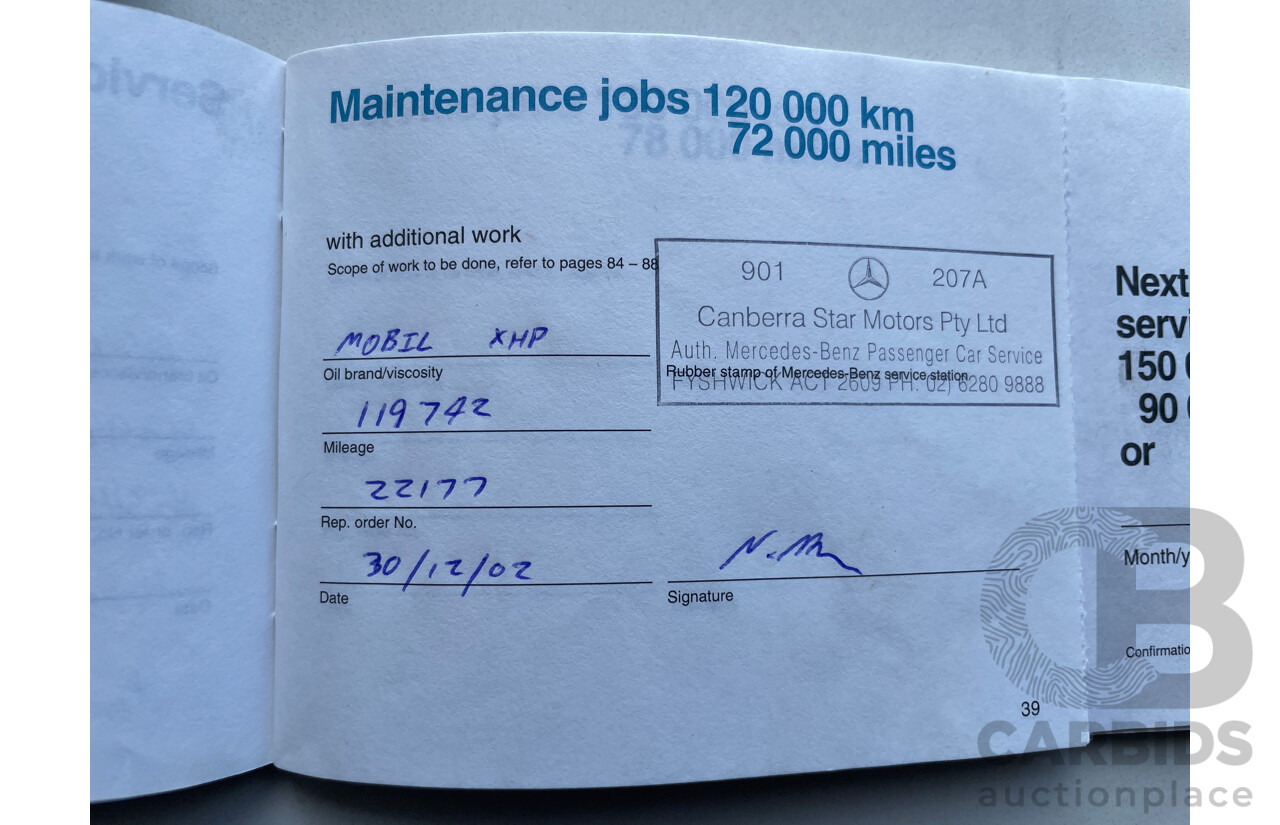 Maintenance jobs 120 000 km
72 000 miles
with additional work
Scope of work to be done, refer to pages 84 – 88
901 207A
Canberra Star Motors Pty Ltd
Auth. Mercedes-Benz Passenger Car Service
Rubber stamp of Mercedes-Benz service station
FYSHWICK ACT 2609 PH. 02) 6280 9888
MOBIL XHP
Oil brand/viscosity
119742
Mileage
22177
Rep. order No.
30/12/02
Date
Signature
39
Next
servi
150 0
90 0
or
Month/y
Confirmatio
CB
CARBIDS
auctionplace